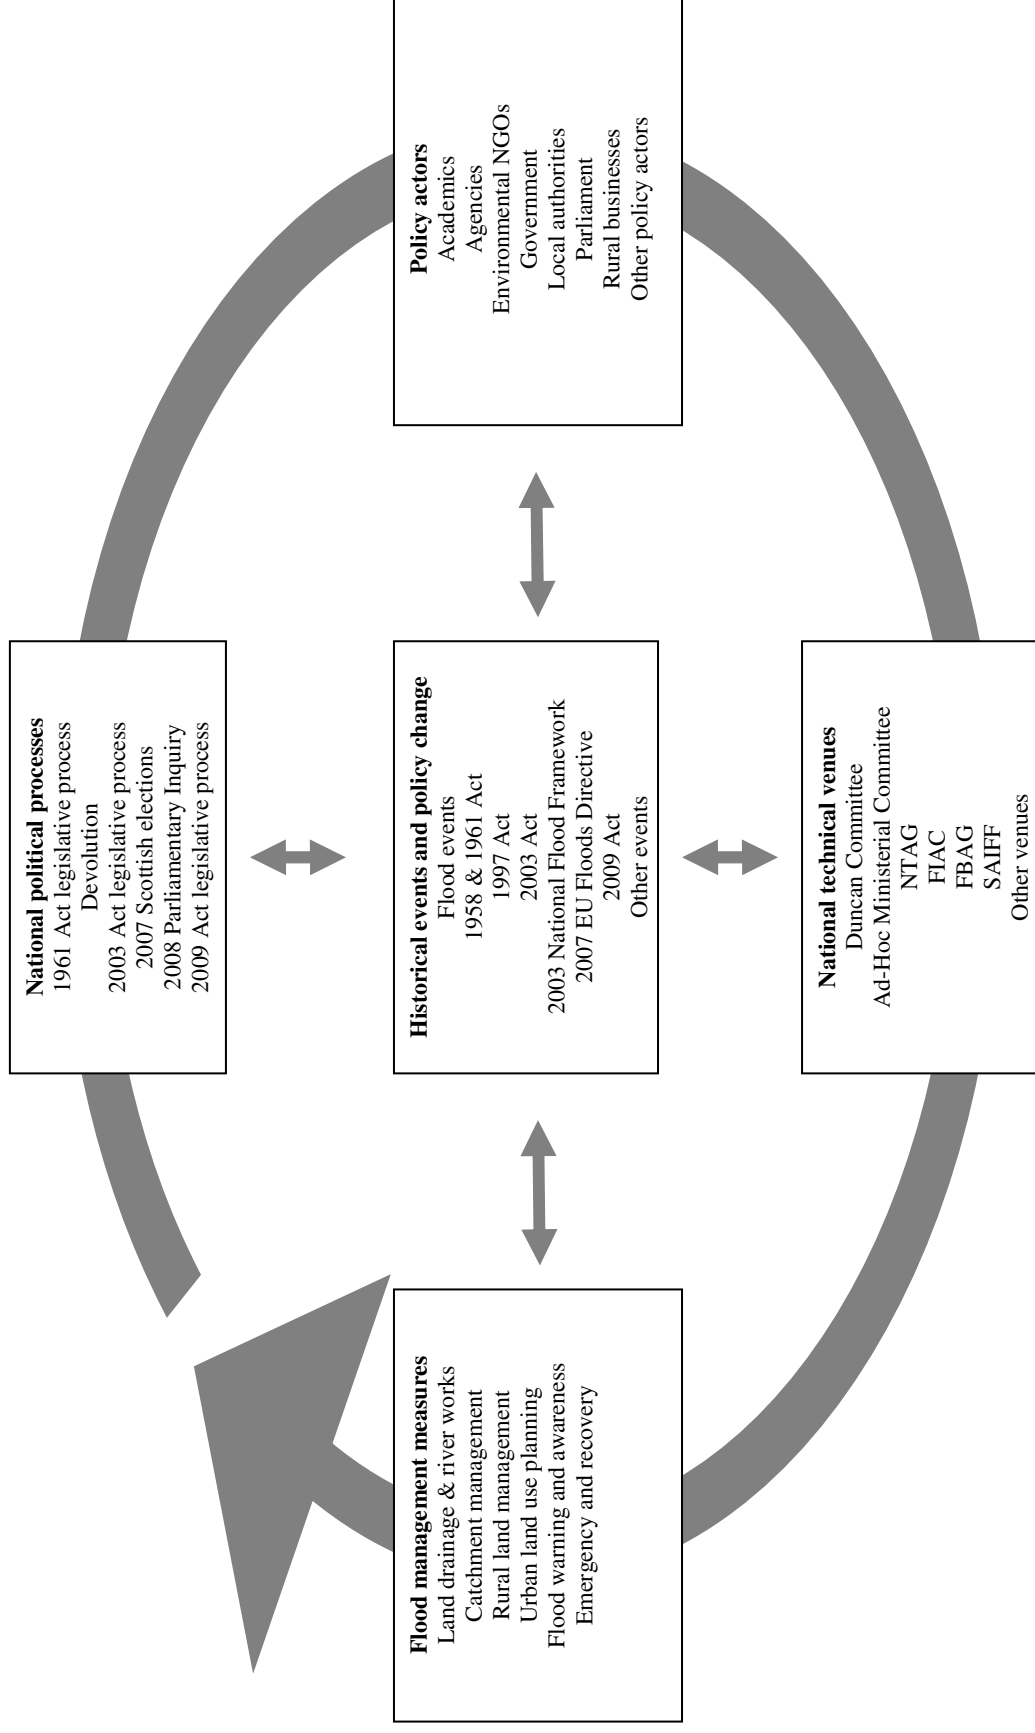 National political processes
1961 Act legislative process
Devolution
2003 Act legislative process
2007 Scottish elections
2008 Parliamentary Inquiry
2009 Act legislative process
Flood management measures
Land drainage & river works
Catchment management
Rural land management
Urban land use planning
Flood warning and awareness
Emergency and recovery
Historical events and policy change
Flood events
1958 & 1961 Act
1997 Act
2003 Act
2003 National Flood Framework
2007 EU Floods Directive
2009 Act
Other events
Policy actors
Academics
Agencies
Environmental NGOs
Government
Local authorities
Parliament
Rural businesses
Other policy actors
National technical venues
Duncan Committee
Ad-Hoc Ministerial Committee
NTAG
FIAC
FBAG
SAIFF
Other venues